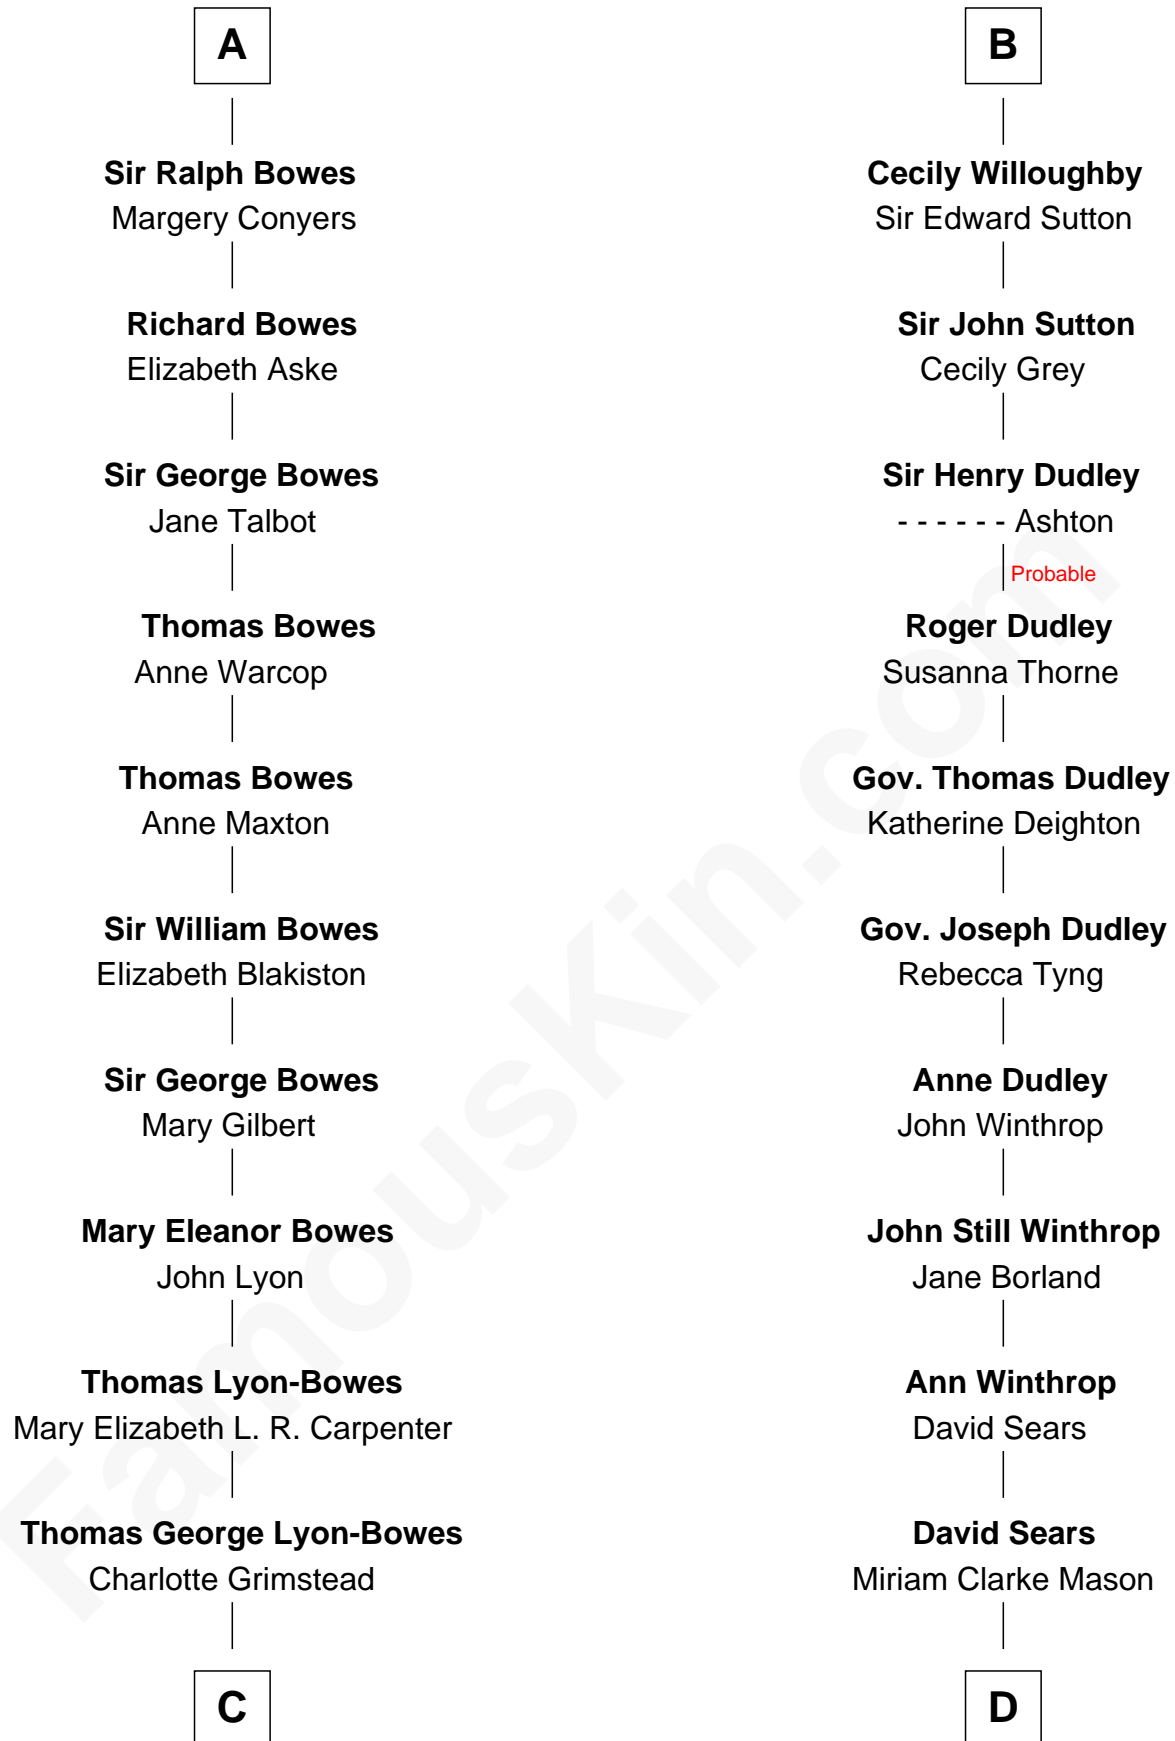 A
Sir Ralph Bowes
Margery Conyers
Richard Bowes
Elizabeth Aske
Sir George Bowes
Jane Talbot
Thomas Bowes
Anne Warcop
Thomas Bowes
Anne Maxton
Sir William Bowes
Elizabeth Blakiston
Sir George Bowes
Mary Gilbert
Mary Eleanor Bowes
John Lyon
Thomas Lyon-Bowes
Mary Elizabeth L. R. Carpenter
Thomas George Lyon-Bowes
Charlotte Grimstead
C
B
Cecily Willoughby
Sir Edward Sutton
Sir John Sutton
Cecily Grey
Sir Henry Dudley
- - - - - - Ashton
Probable
Roger Dudley
Susanna Thorne
Gov. Thomas Dudley
Katherine Deighton
Gov. Joseph Dudley
Rebecca Tyng
Anne Dudley
John Winthrop
John Still Winthrop
Jane Borland
Ann Winthrop
David Sears
David Sears
Miriam Clarke Mason
D
FamousKin.com